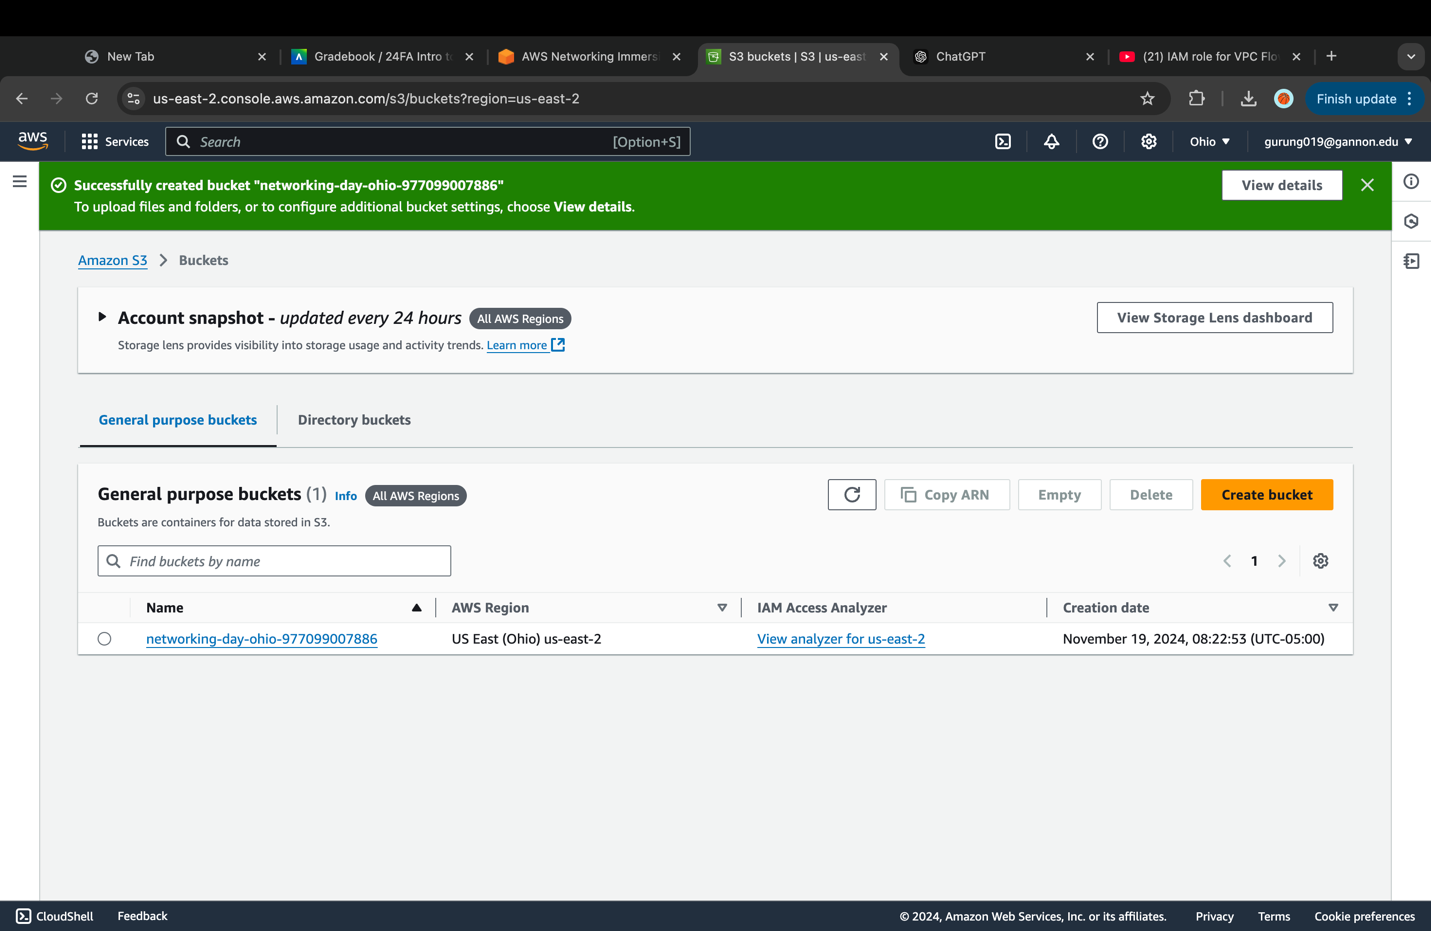 New Tab
Gradebook / 24FA Intro to
AWS Networking Immersi
S3 buckets | S3 | us-east
ChatGPT
(21) IAM role for VPC Flo
us-east-2.console.aws.amazon.com/s3/buckets?region=us-east-2
Finish update
aws
Services
Search
[Option+S]
Ohio
gurung019@gannon.edu
Successfully created bucket "networking-day-ohio-977099007886"
To upload files and folders, or to configure additional bucket settings, choose View details.
View details
Amazon S3
Buckets
Account snapshot - updated every 24 hours
All AWS Regions
Storage lens provides visibility into storage usage and activity trends. Learn more
View Storage Lens dashboard
General purpose buckets
Directory buckets
General purpose buckets (1) Info
All AWS Regions
Buckets are containers for data stored in S3.
Copy ARN
Empty
Delete
Create bucket
Find buckets by name
1
Name
AWS Region
IAM Access Analyzer
Creation date
networking-day-ohio-977099007886
US East (Ohio) us-east-2
View analyzer for us-east-2
November 19, 2024, 08:22:53 (UTC-05:00)
CloudShell
Feedback
© 2024, Amazon Web Services, Inc. or its affiliates.
Privacy
Terms
Cookie preferences